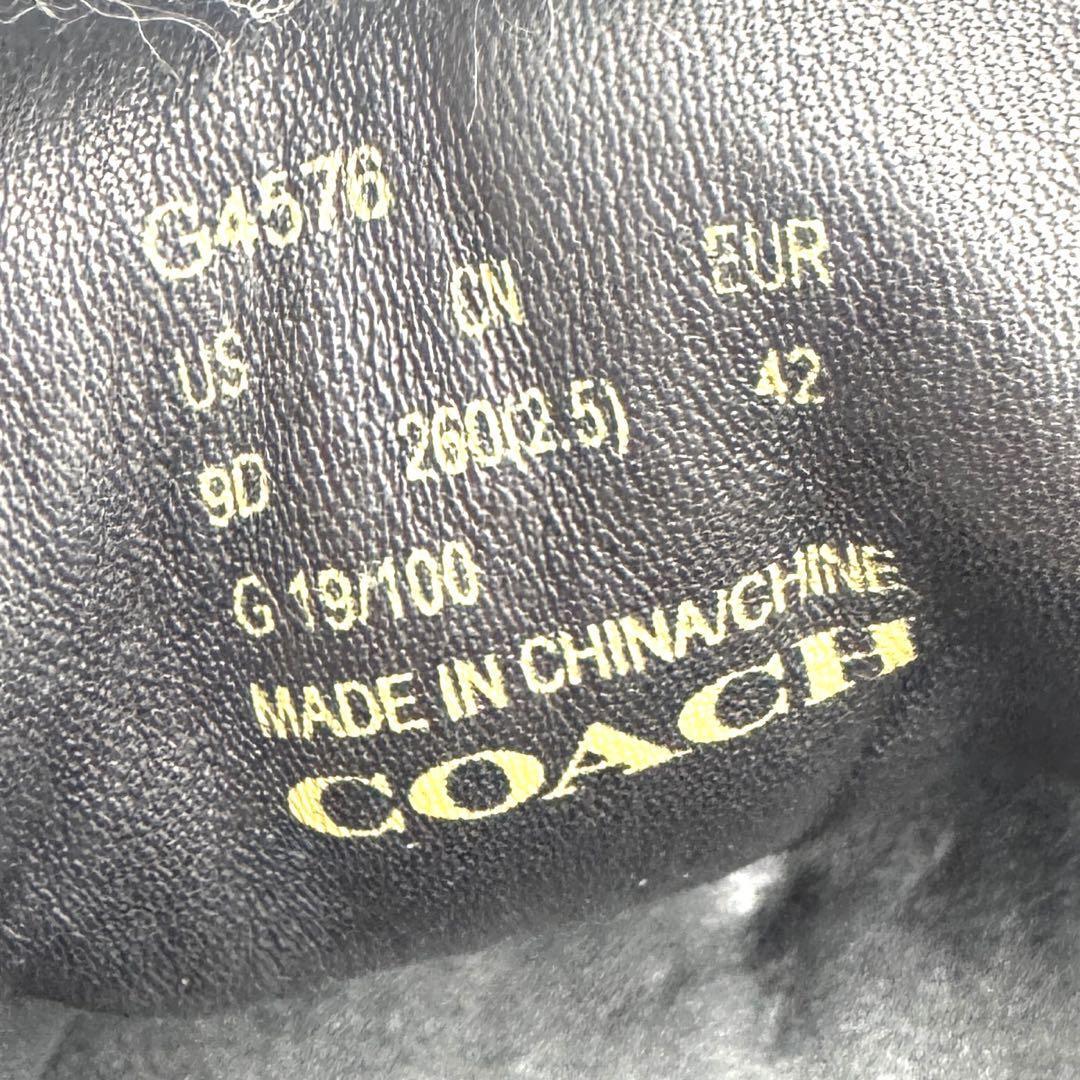 G4576
US CN EUR
9D 260(2.5) 42
G 19/100
MADE IN CHINA/CHINE
COACH